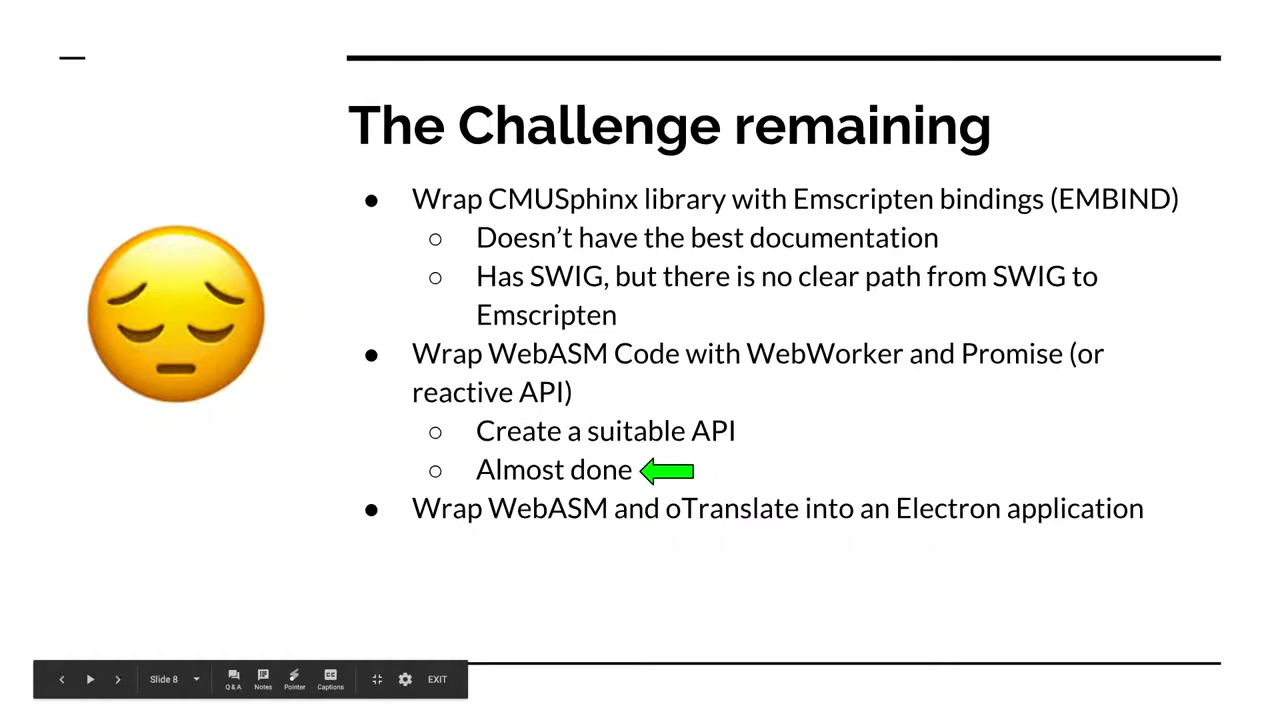 The Challenge remaining
● Wrap CMUSphinx library with Emscripten bindings (EMBIND)
○ Doesn’t have the best documentation
○ Has SWIG, but there is no clear path from SWIG to
Emscripten
● Wrap WebASM Code with WebWorker and Promise (or
reactive API)
○ Create a suitable API
○ Almost done
● Wrap WebASM and oTranslate into an Electron application
Slide 8
Q & A
Notes
Pointer
CC
Captions
EXIT